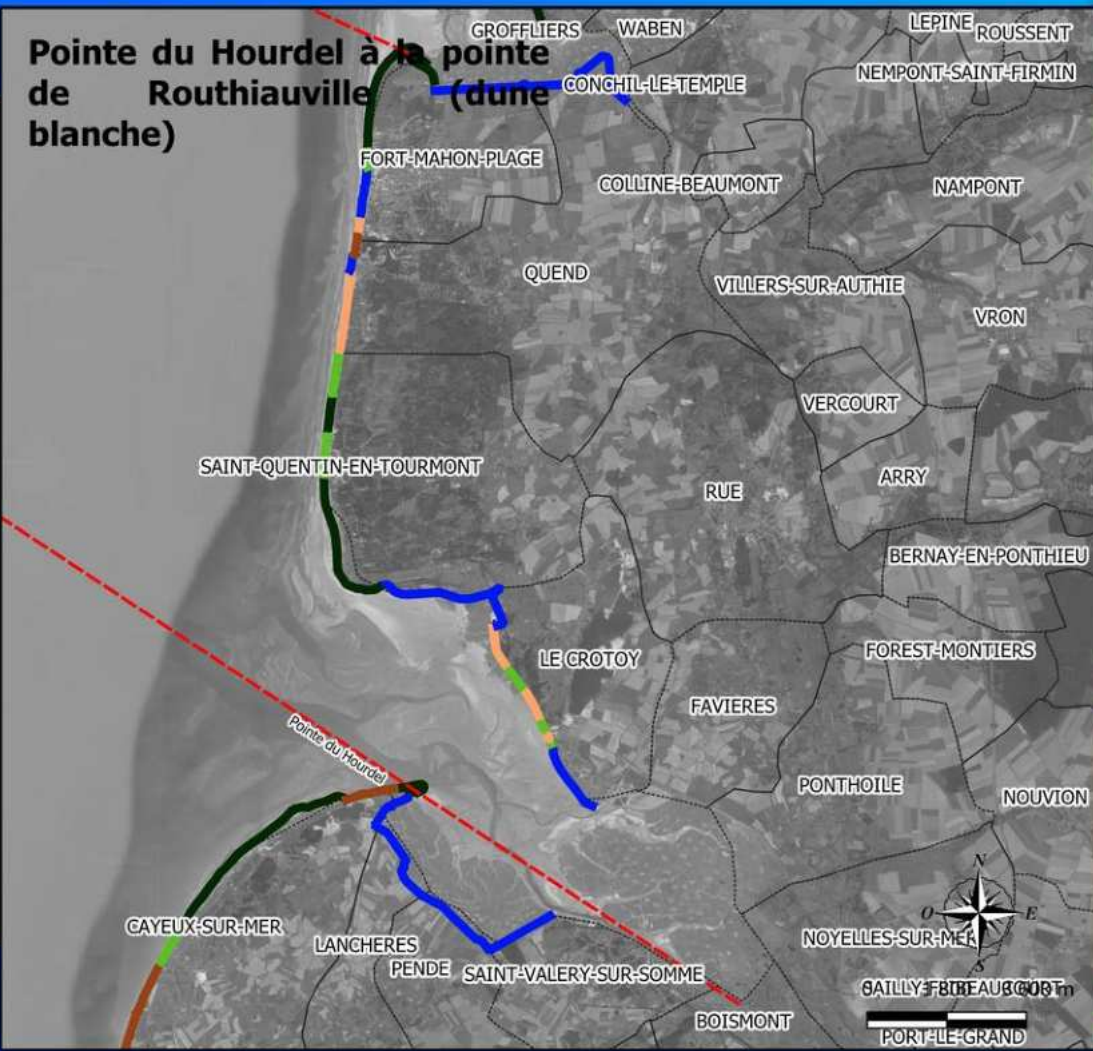 Pointe du Hourdel à la pointe
de Routhiauville (dune
blanche)
GROFFLIERS
WABEN
LEPINE
ROUSSENT
CONCHIL-LE-TEMPLE
NEMPONT-SAINT-FIRMIN
FORT-MAHON-PLAGE
COLLINE-BEAUMONT
NAMPONT
QUEND
VILLERS-SUR-AUTHIE
VRON
VERCOURT
SAINT-QUENTIN-EN-TOURMONT
RUE
ARRY
BERNAY-EN-PONTHIEU
LE CROTOY
FOREST-MONTIERS
FAVIERES
Pointe du Hourdel
PONTHOILE
NOUVION
N
O
E
S
CAYEUX-SUR-MER
LANCHERES
PENDE
SAINT-VALERY-SUR-SOMME
NOYELLES-SUR-MER
BOISMONT
PORT-LE-GRAND